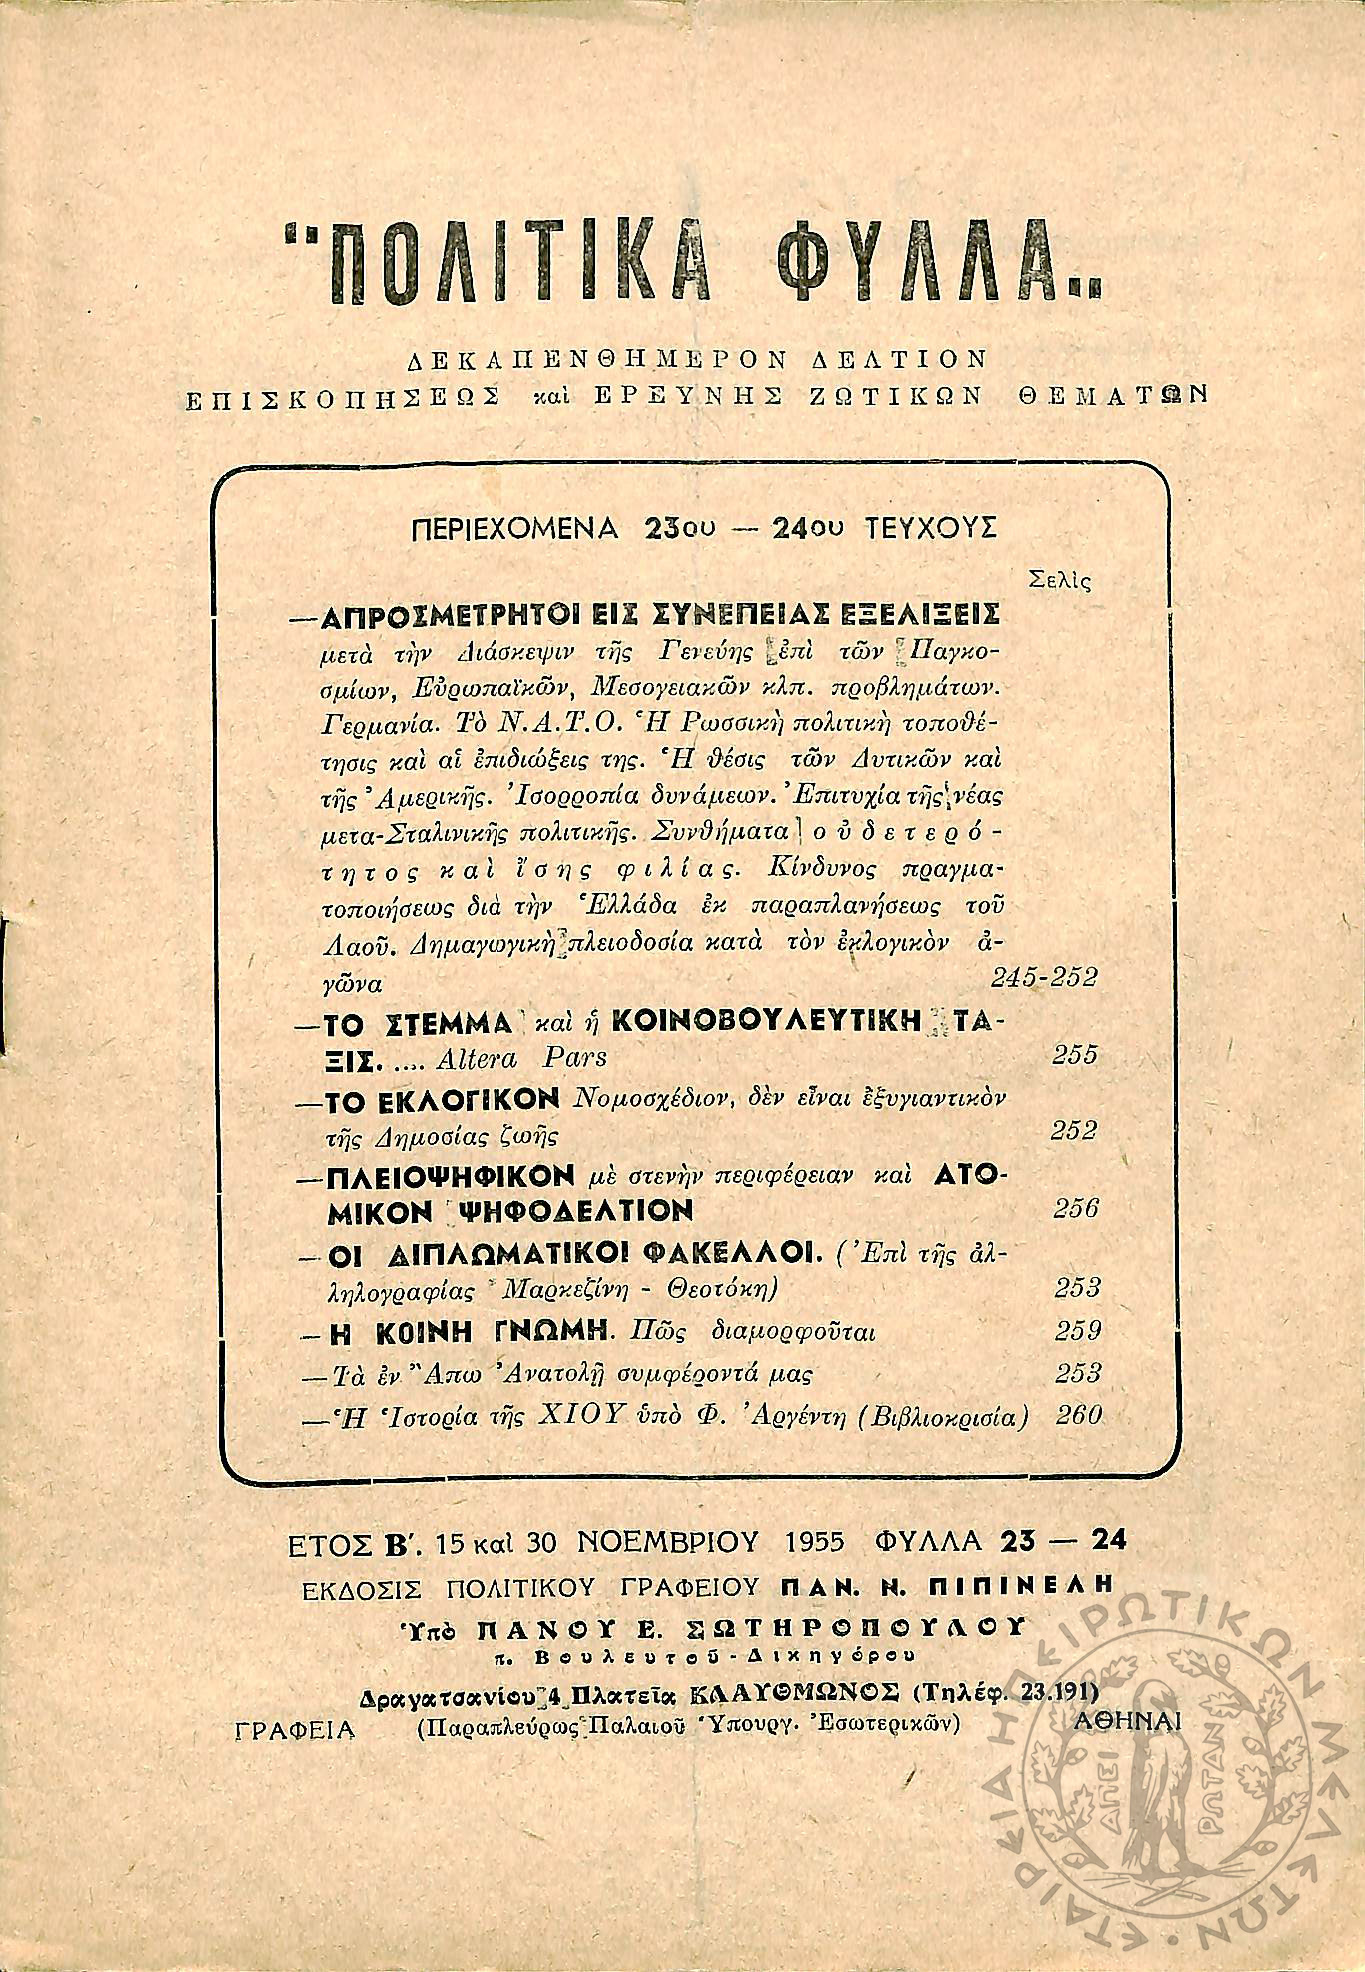 "ΠΟΛΙΤΙΚΑ ΦΥΛΛΑ„
ΔΕΚΑΠΕΝΘΗΜΕΡΟΝ ΔΕΛΤΙΟΝ
ΕΠΙΣΚΟΠΗΣΕΩΣ καὶ ΕΡΕΥΝΗΣ ΖΩΤΙΚΩΝ ΘΕΜΑΤΩΝ
ΠΕΡΙΕΧΟΜΕΝΑ 23ου — 24ου ΤΕΥΧΟΥΣ
Σελὶς
—ΑΠΡΟΣΜΕΤΡΗΤΟΙ ΕΙΣ ΣΥΝΕΠΕΙΑΣ ΕΞΕΛΙΞΕΙΣ
μετὰ τὴν Διάσκεψιν τῆς Γενεύης ἐπὶ τῶν Παγκο-
σμίων, Εὐρωπαϊκῶν, Μεσογειακῶν κλπ. προβλημάτων.
Γερμανία. Τὸ Ν.Α.Τ.Ο. Ἡ Ρωσσικὴ πολιτικὴ τοποθέ-
τησις καὶ αἱ ἐπιδιώξεις της. Ἡ θέσις τῶν Δυτικῶν καὶ
τῆς Ἀμερικῆς. Ἰσορροπία δυνάμεων. Ἐπιτυχία τῆς νέας
μετα-Σταλινικῆς πολιτικῆς. Συνθήματα οὐδετερό-
τητος καὶ ἴσης φιλίας. Κίνδυνος πραγμα-
τοποιήσεως διὰ τὴν Ἑλλάδα ἐκ παραπλανήσεως τοῦ
Λαοῦ. Δημαγωγικὴ πλειοδοσία κατὰ τὸν ἐκλογικὸν ἀ-
γῶνα 245-252
—ΤΟ ΣΤΕΜΜΑ καὶ ἡ ΚΟΙΝΟΒΟΥΛΕΥΤΙΚΗ ΤΑ-
ΞΙΣ. .... Altera Pars 255
—ΤΟ ΕΚΛΟΓΙΚΟΝ Νομοσχέδιον, δὲν εἶναι ἐξυγιαντικὸν
τῆς Δημοσίας ζωῆς 252
—ΠΛΕΙΟΨΗΦΙΚΟΝ μὲ στενὴν περιφέρειαν καὶ ΑΤΟ-
ΜΙΚΟΝ ΨΗΦΟΔΕΛΤΙΟΝ 256
—ΟΙ ΔΙΠΛΩΜΑΤΙΚΟΙ ΦΑΚΕΛΛΟΙ. (Ἐπὶ τῆς ἀλ-
ληλογραφίας Μαρκεζίνη - Θεοτόκη) 253
—Η ΚΟΙΝΗ ΓΝΩΜΗ. Πῶς διαμορφοῦται 259
—Τὰ ἐν Ἄπω Ἀνατολῇ συμφέροντά μας 253
—Ἡ Ἱστορία τῆς ΧΙΟΥ ὑπὸ Φ. Ἀργέντη (Βιβλιοκρισία) 260
ΕΤΟΣ Β'. 15 καὶ 30 ΝΟΕΜΒΡΙΟΥ 1955 ΦΥΛΛΑ 23 — 24
ΕΚΔΟΣΙΣ ΠΟΛΙΤΙΚΟΥ ΓΡΑΦΕΙΟΥ ΠΑΝ. Ν. ΠΙΠΙΝΕΛΗ
Ὑπὸ ΠΑΝΟΥ Ε. ΣΩΤΗΡΟΠΟΥΛΟΥ
π. Βουλευτοῦ - Δικηγόρου
Δραγατσανίου 4 Πλατεῖα ΚΛΑΥΘΜΩΝΟΣ (Τηλέφ. 23.191)
ΓΡΑΦΕΙΑ (Παραπλεύρως Παλαιοῦ Ὑπουργ. Ἐσωτερικῶν) ΑΘΗΝΑΙ
ΕΤΑΙΡΕΙΑ ΗΠΕΙΡΩΤΙΚΩΝ ΜΕΛΕΤΩΝ
ΑΠΕΙ ΡΩΤΑΝ